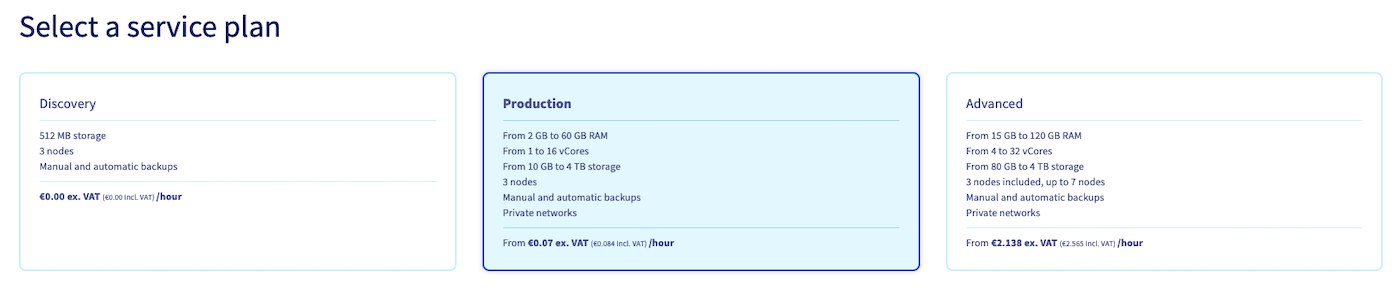 Select a service plan
Discovery
512 MB storage
3 nodes
Manual and automatic backups
€0.00 ex. VAT (€0.00 incl. VAT) /hour
Production
From 2 GB to 60 GB RAM
From 1 to 16 vCores
From 10 GB to 4 TB storage
3 nodes
Manual and automatic backups
Private networks
From €0.07 ex. VAT (€0.084 incl. VAT) /hour
Advanced
From 15 GB to 120 GB RAM
From 4 to 32 vCores
From 80 GB to 4 TB storage
3 nodes included, up to 7 nodes
Manual and automatic backups
Private networks
From €2.138 ex. VAT (€2.565 incl. VAT) /hour